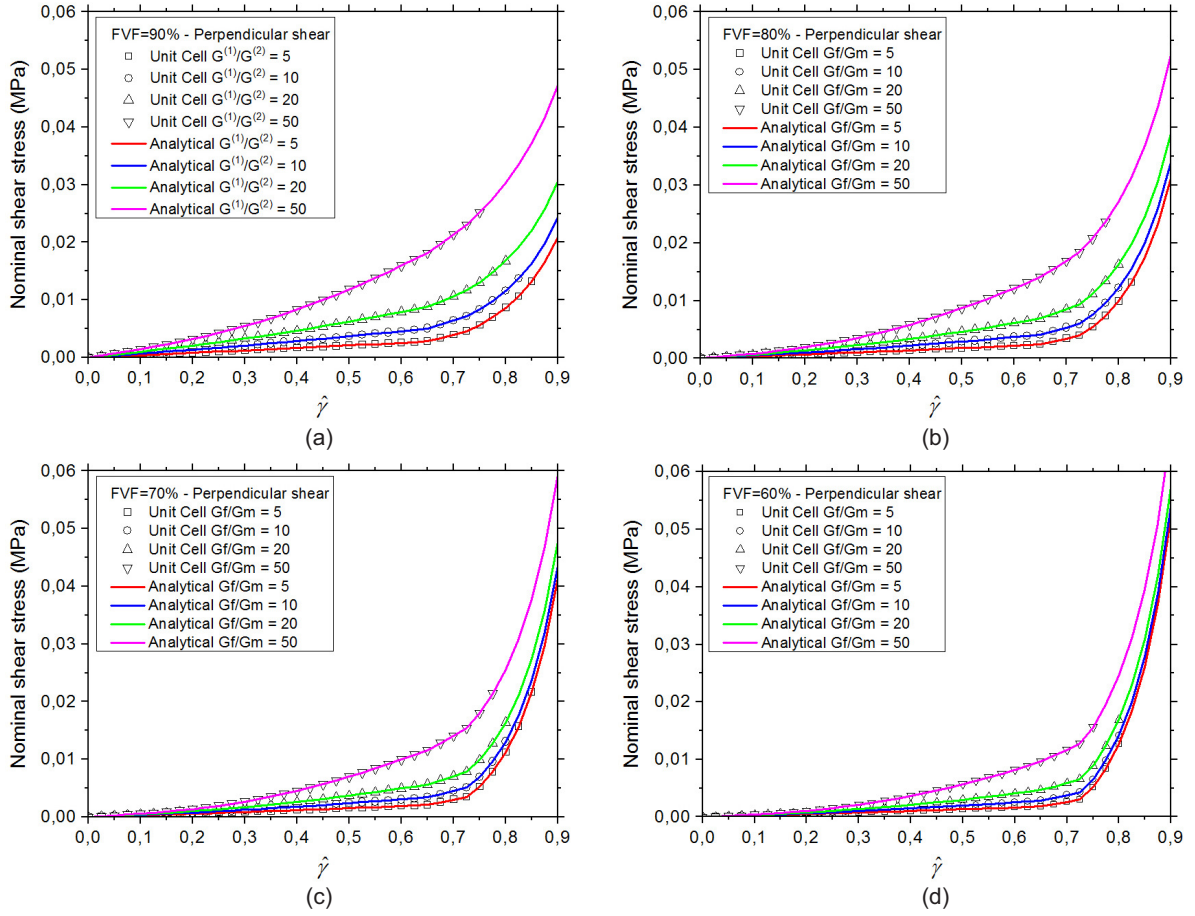 0,06
0,05
0,04
0,03
0,02
0,01
0,00
Nominal shear stress (MPa)
FVF=90% - Perpendicular shear
Unit Cell G⁽¹⁾/G⁽²⁾ = 5
Unit Cell G⁽¹⁾/G⁽²⁾ = 10
Unit Cell G⁽¹⁾/G⁽²⁾ = 20
Unit Cell G⁽¹⁾/G⁽²⁾ = 50
Analytical G⁽¹⁾/G⁽²⁾ = 5
Analytical G⁽¹⁾/G⁽²⁾ = 10
Analytical G⁽¹⁾/G⁽²⁾ = 20
Analytical G⁽¹⁾/G⁽²⁾ = 50
0,0 0,1 0,2 0,3 0,4 0,5 0,6 0,7 0,8 0,9
γ̂
(a)
0,06
0,05
0,04
0,03
0,02
0,01
0,00
Nominal shear stress (MPa)
FVF=80% - Perpendicular shear
Unit Cell Gf/Gm = 5
Unit Cell Gf/Gm = 10
Unit Cell Gf/Gm = 20
Unit Cell Gf/Gm = 50
Analytical Gf/Gm = 5
Analytical Gf/Gm = 10
Analytical Gf/Gm = 20
Analytical Gf/Gm = 50
0,0 0,1 0,2 0,3 0,4 0,5 0,6 0,7 0,8 0,9
γ̂
(b)
0,06
0,05
0,04
0,03
0,02
0,01
0,00
Nominal shear stress (MPa)
FVF=70% - Perpendicular shear
Unit Cell Gf/Gm = 5
Unit Cell Gf/Gm = 10
Unit Cell Gf/Gm = 20
Unit Cell Gf/Gm = 50
Analytical Gf/Gm = 5
Analytical Gf/Gm = 10
Analytical Gf/Gm = 20
Analytical Gf/Gm = 50
0,0 0,1 0,2 0,3 0,4 0,5 0,6 0,7 0,8 0,9
γ̂
(c)
0,06
0,05
0,04
0,03
0,02
0,01
0,00
Nominal shear stress (MPa)
FVF=60% - Perpendicular shear
Unit Cell Gf/Gm = 5
Unit Cell Gf/Gm = 10
Unit Cell Gf/Gm = 20
Unit Cell Gf/Gm = 50
Analytical Gf/Gm = 5
Analytical Gf/Gm = 10
Analytical Gf/Gm = 20
Analytical Gf/Gm = 50
0,0 0,1 0,2 0,3 0,4 0,5 0,6 0,7 0,8 0,9
γ̂
(d)